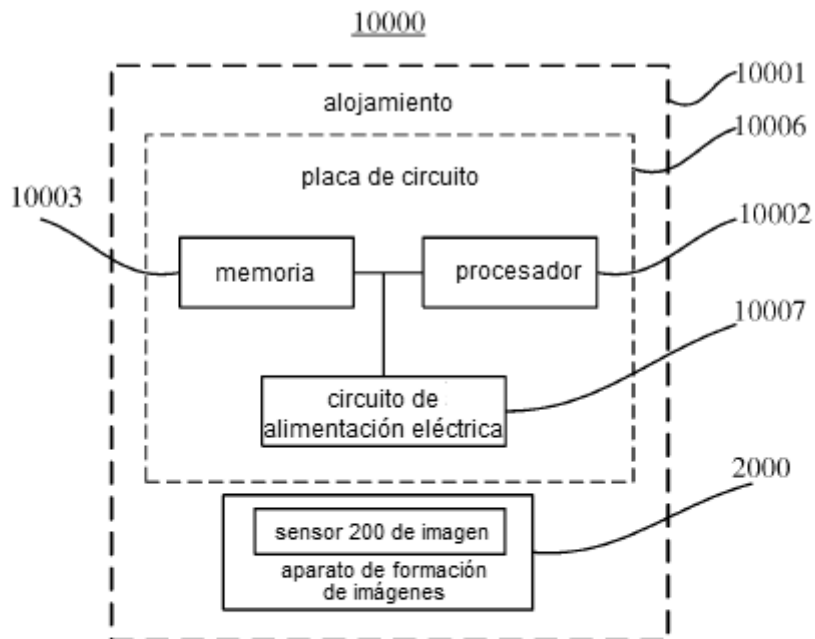 10000
10001
alojamiento
10006
placa de circuito
10003
10002
memoria
procesador
10007
circuito de
alimentación eléctrica
2000
sensor 200 de imagen
aparato de formación
de imágenes